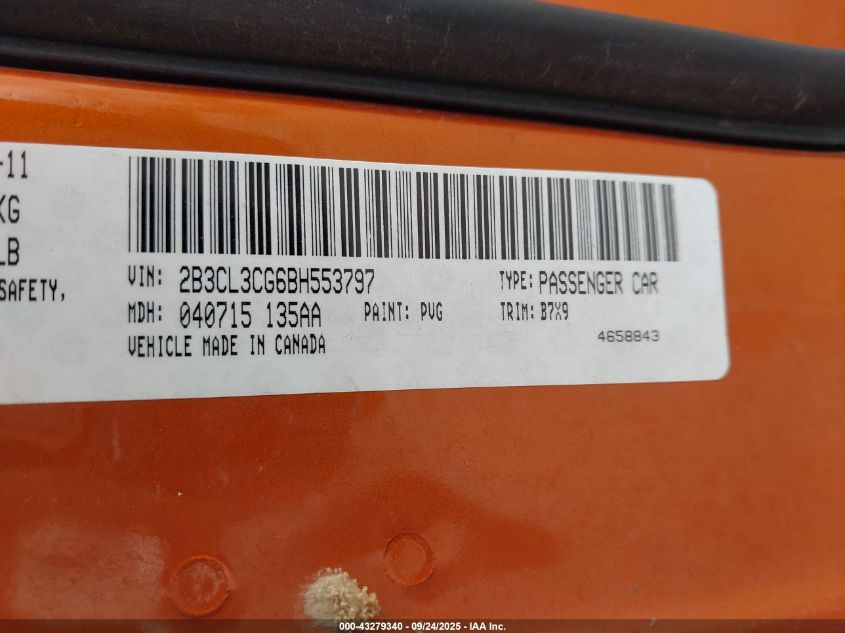 -11
KG
LB
SAFETY,
VIN: 2B3CL3CG6BH553797 TYPE: PASSENGER CAR
MDH: 040715 135AA PAINT: PVG TRIM: B7X9
VEHICLE MADE IN CANADA 4658843
000-43279340 - 09/24/2025 - IAA Inc.